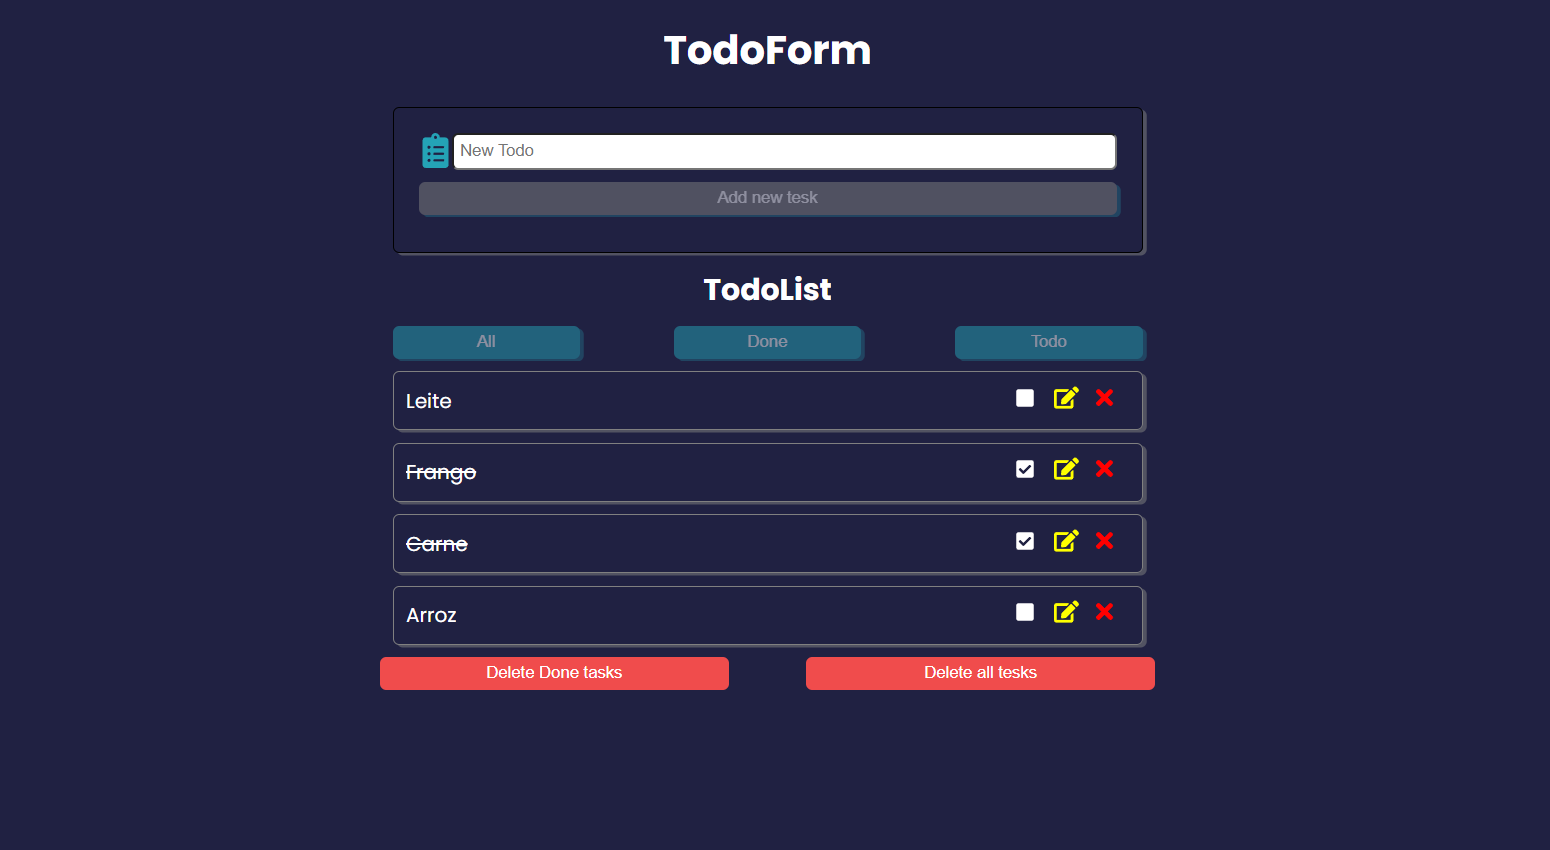 TodoForm
New Todo
Add new tesk
TodoList
All Done Todo
Leite
Frango
Carne
Arroz
Delete Done tasks Delete all tesks